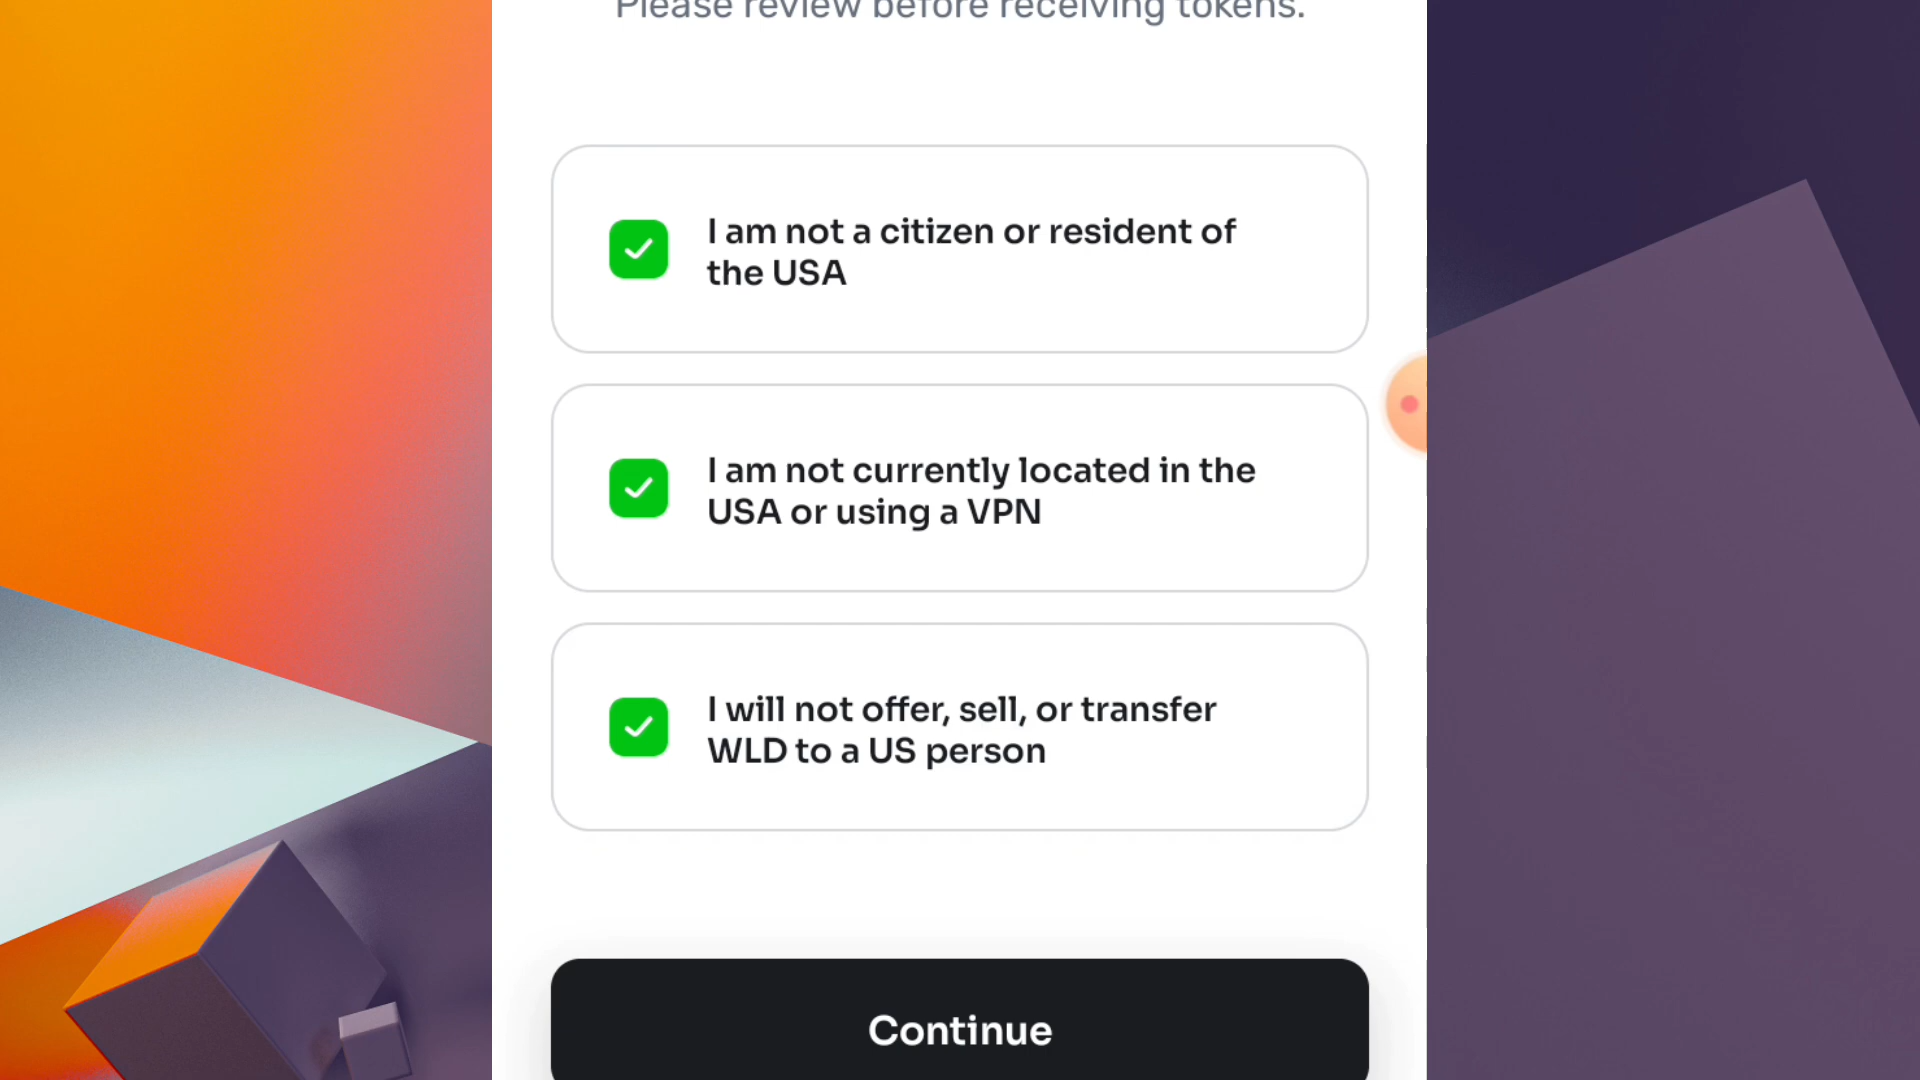 Please review before receiving tokens.
I am not a citizen or resident of
the USA
I am not currently located in the
USA or using a VPN
I will not offer, sell, or transfer
WLD to a US person
Continue